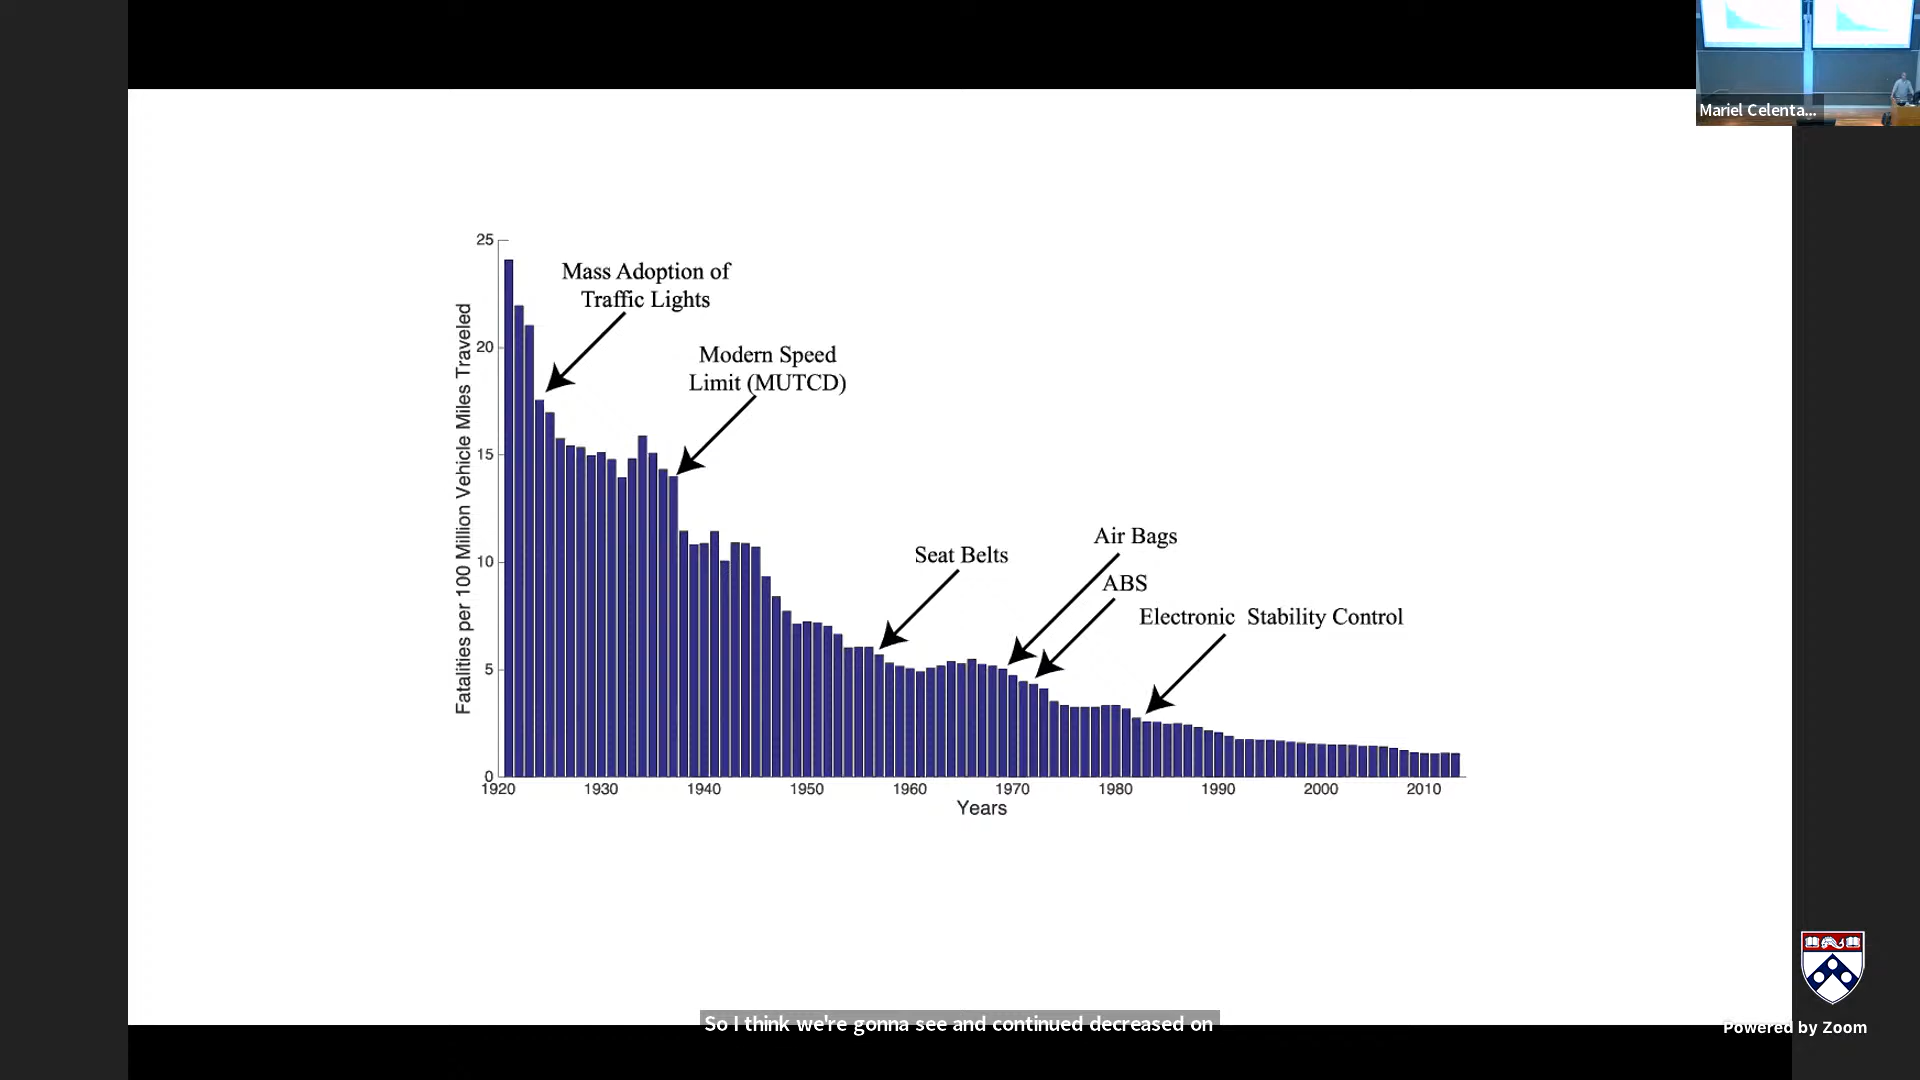 Mariel Celenta...
25
Mass Adoption of
Traffic Lights
20
Modern Speed
Limit (MUTCD)
15
Fatalities per 100 Million Vehicle Miles Traveled
10
Seat Belts
Air Bags
ABS
Electronic Stability Control
5
0
1920 1930 1940 1950 1960 1970 1980 1990 2000 2010
Years
So I think we're gonna see and continued decreased on
Powered by Zoom